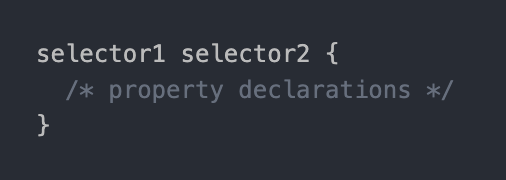 selector1 selector2 {
  /* property declarations */
}